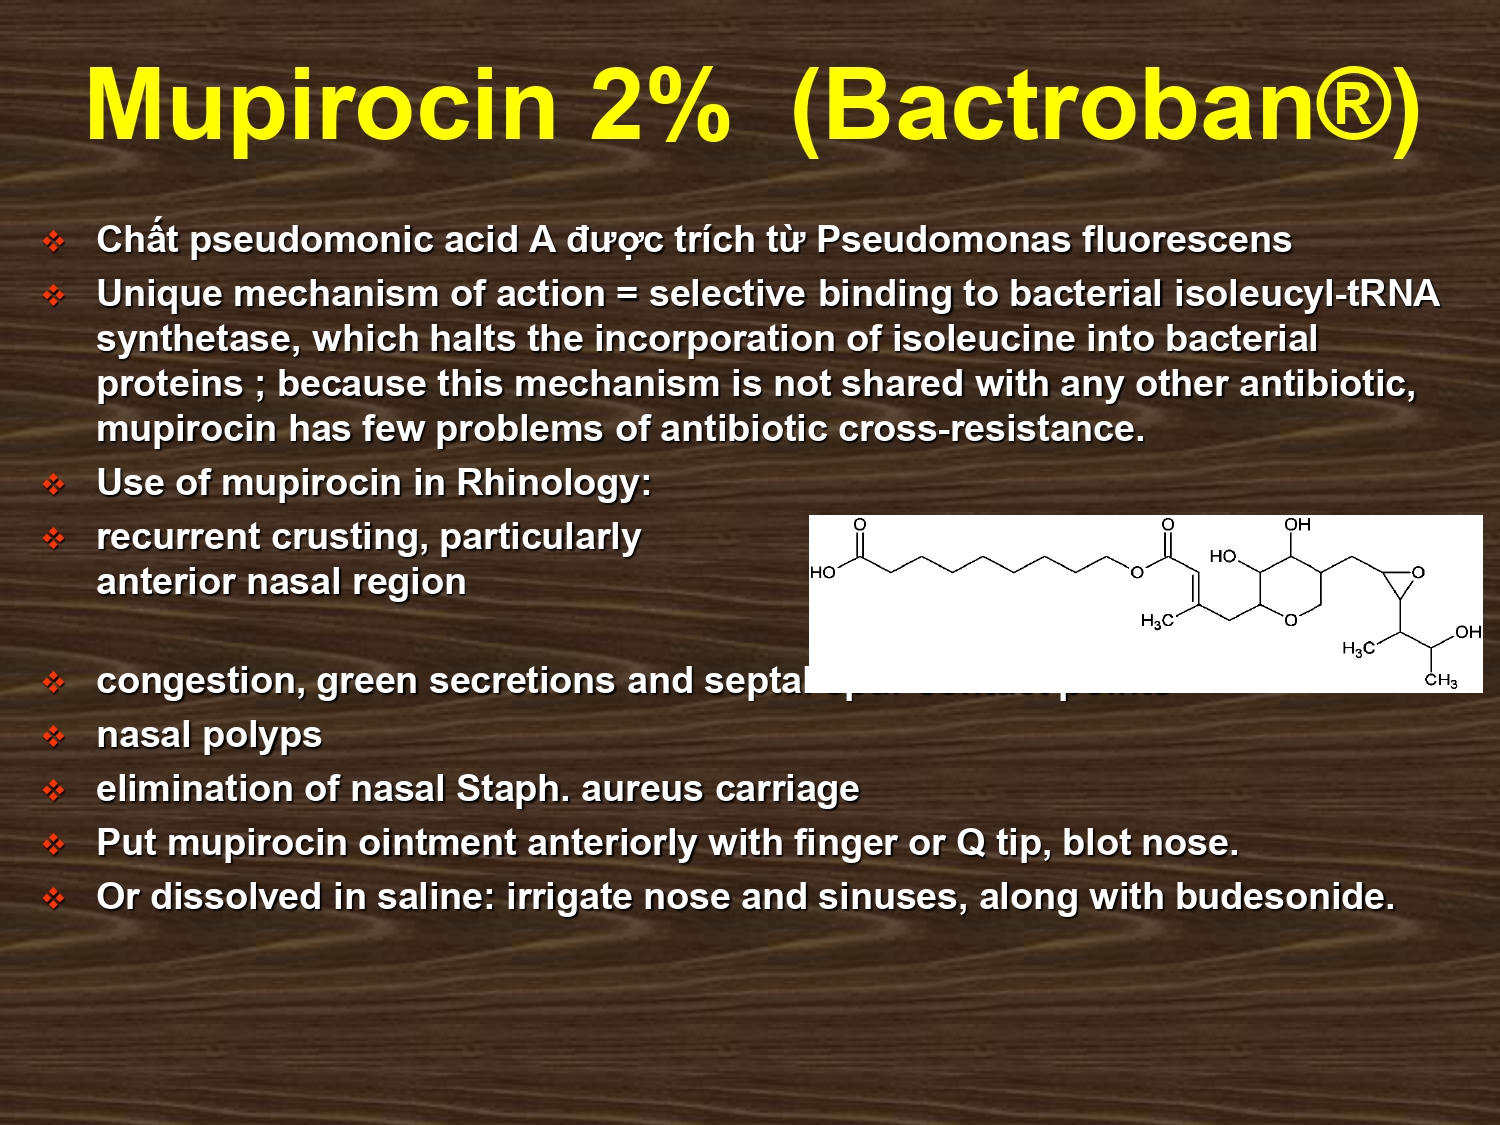 Mupirocin 2% (Bactroban®)
Chất pseudomonic acid A được trích từ Pseudomonas fluorescens
Unique mechanism of action = selective binding to bacterial isoleucyl-tRNA
synthetase, which halts the incorporation of isoleucine into bacterial
proteins ; because this mechanism is not shared with any other antibiotic,
mupirocin has few problems of antibiotic cross-resistance.
Use of mupirocin in Rhinology:
recurrent crusting, particularly
anterior nasal region
O
O
OH
HO
HO
O
O
H3C
O
OH
H3C
CH3
congestion, green secretions and septal
nasal polyps
elimination of nasal Staph. aureus carriage
Put mupirocin ointment anteriorly with finger or Q tip, blot nose.
Or dissolved in saline: irrigate nose and sinuses, along with budesonide.